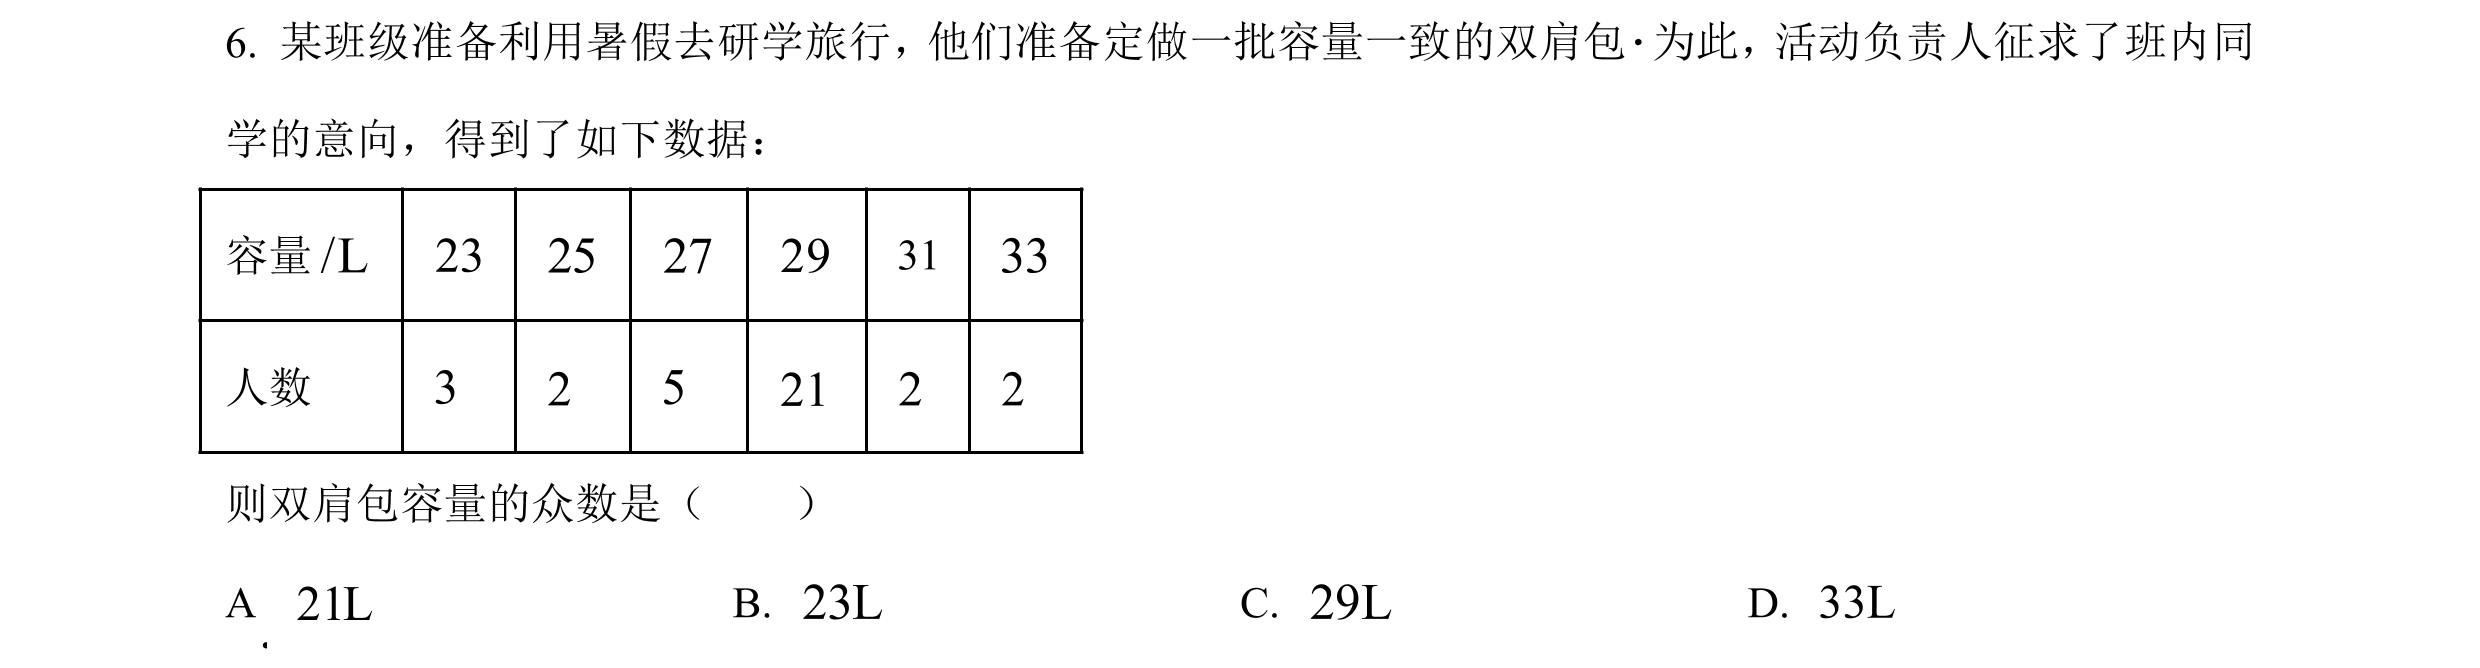 6. 某班级准备利用暑假去研学旅行，他们准备定做一批容量一致的双肩包·为此，活动负责人征求了班内同
学的意向，得到了如下数据：
容量/L 23 25 27 29 31 33
人数 3 2 5 21 2 2
则双肩包容量的众数是（　　）
A. 21L B. 23L C. 29L D. 33L